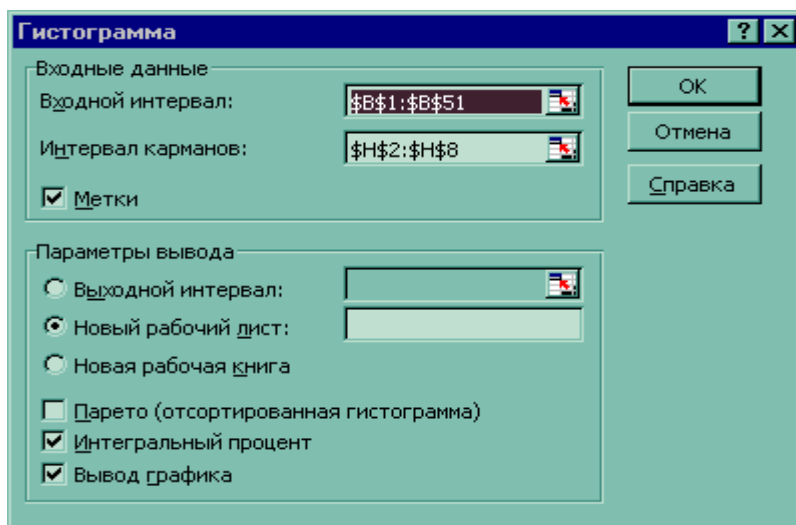 Гистограмма
Входные данные
Входной интервал: $B$1:$B$51
Интервал карманов: $H$2:$H$8
Метки
OK
Отмена
Справка
Параметры вывода
Выходной интервал:
Новый рабочий лист:
Новая рабочая книга
Парето (отсортированная гистограмма)
Интегральный процент
Вывод графика